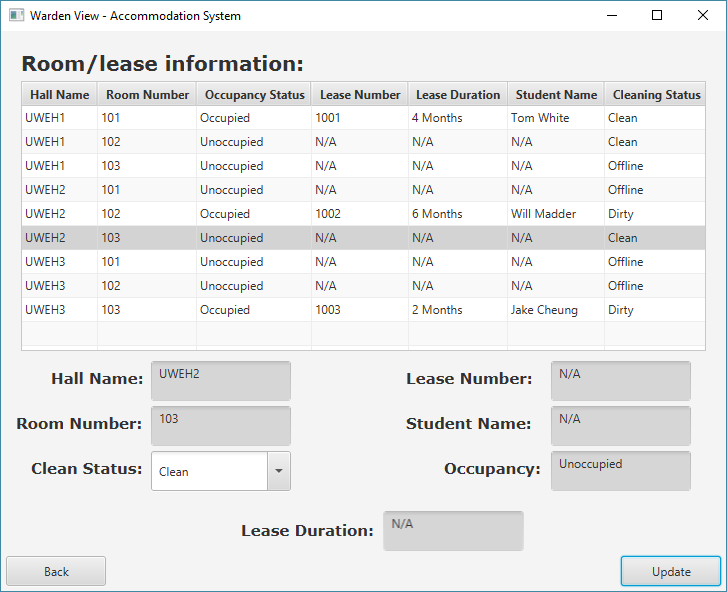 Warden View - Accommodation System
Room/lease information:
Hall Name Room Number Occupancy Status Lease Number Lease Duration Student Name Cleaning Status
UWEH1 101 Occupied 1001 4 Months Tom White Clean
UWEH1 102 Unoccupied N/A N/A N/A Clean
UWEH1 103 Unoccupied N/A N/A N/A Offline
UWEH2 101 Unoccupied N/A N/A N/A Offline
UWEH2 102 Occupied 1002 6 Months Will Madder Dirty
UWEH2 103 Unoccupied N/A N/A N/A Clean
UWEH3 101 Unoccupied N/A N/A N/A Offline
UWEH3 102 Unoccupied N/A N/A N/A Offline
UWEH3 103 Occupied 1003 2 Months Jake Cheung Dirty
Hall Name: UWEH2 Lease Number: N/A
Room Number: 103 Student Name: N/A
Clean Status: Clean Occupancy: Unoccupied
Lease Duration: N/A
Back Update